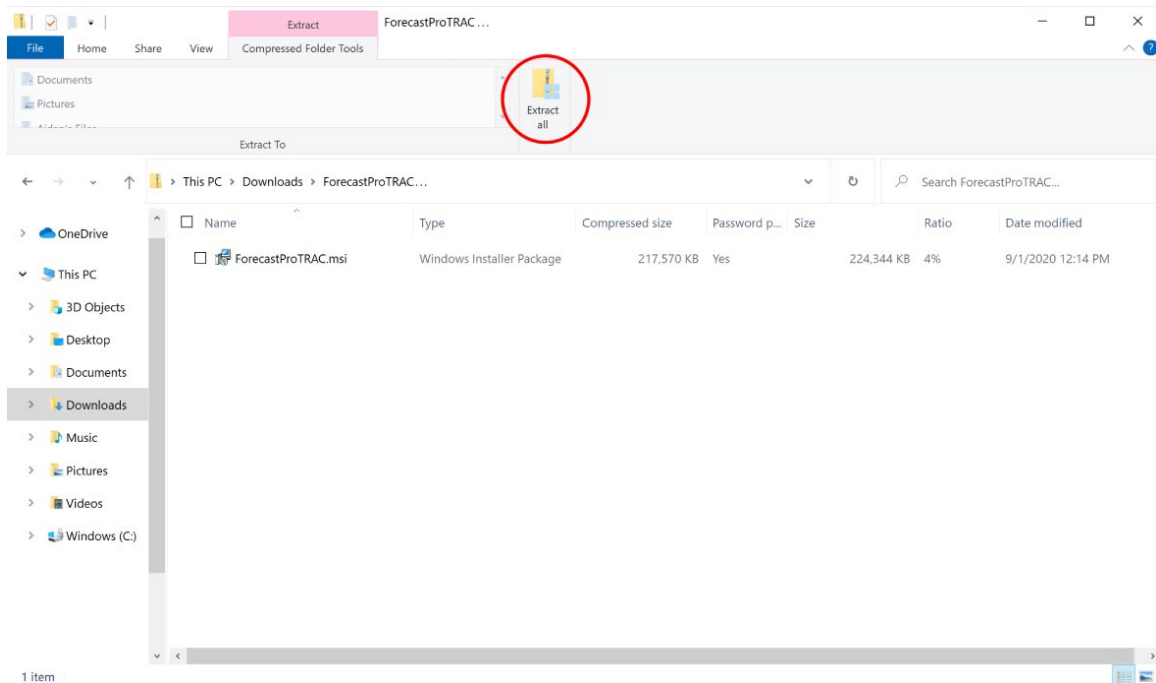 Extract
ForecastProTRAC...
File
Home
Share
View
Compressed Folder Tools
?
Documents
Pictures
Aidan's Files
Extract
all
Extract To
This PC > Downloads > ForecastProTRAC...
Search ForecastProTRAC...
Name
Type
Compressed size
Password p...
Size
Ratio
Date modified
ForecastProTRAC.msi
Windows Installer Package
217,570 KB
Yes
224,344 KB
4%
9/1/2020 12:14 PM
OneDrive
This PC
3D Objects
Desktop
Documents
Downloads
Music
Pictures
Videos
Windows (C:)
1 item